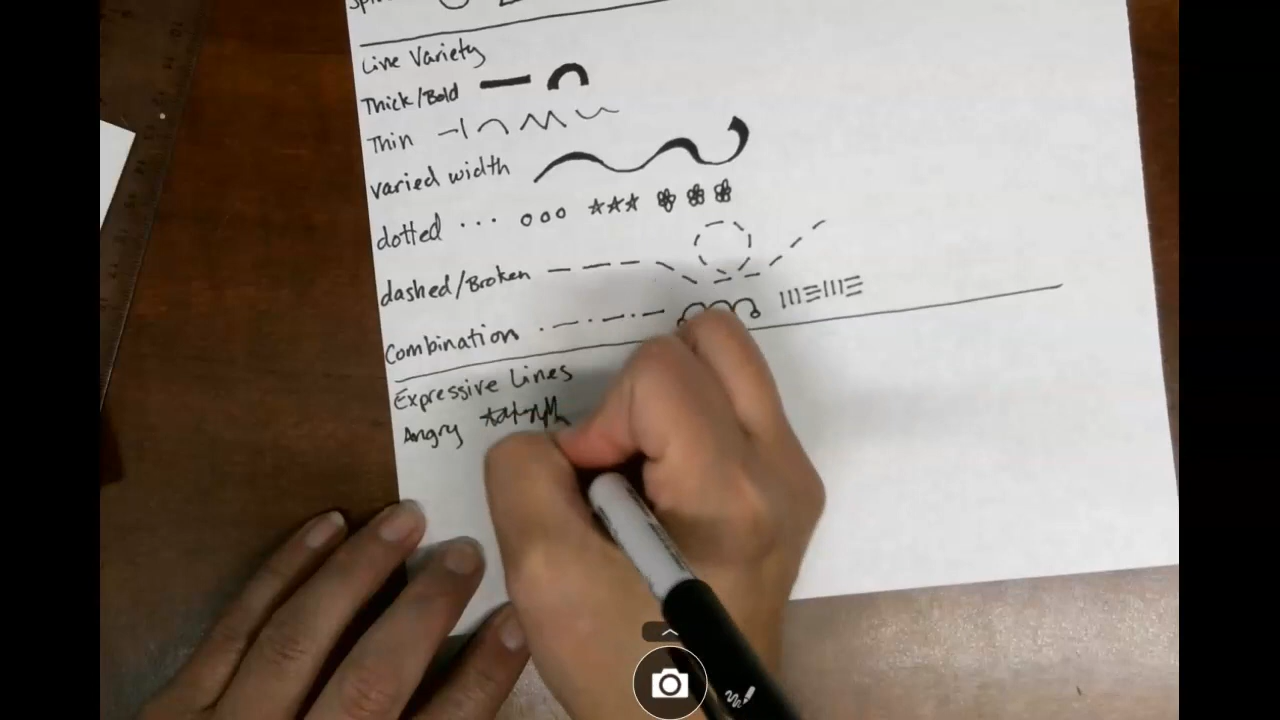 Line Variety
Thick/Bold
Thin
varied width
dotted
dashed/Broken
Combination
Expressive Lines
Angry